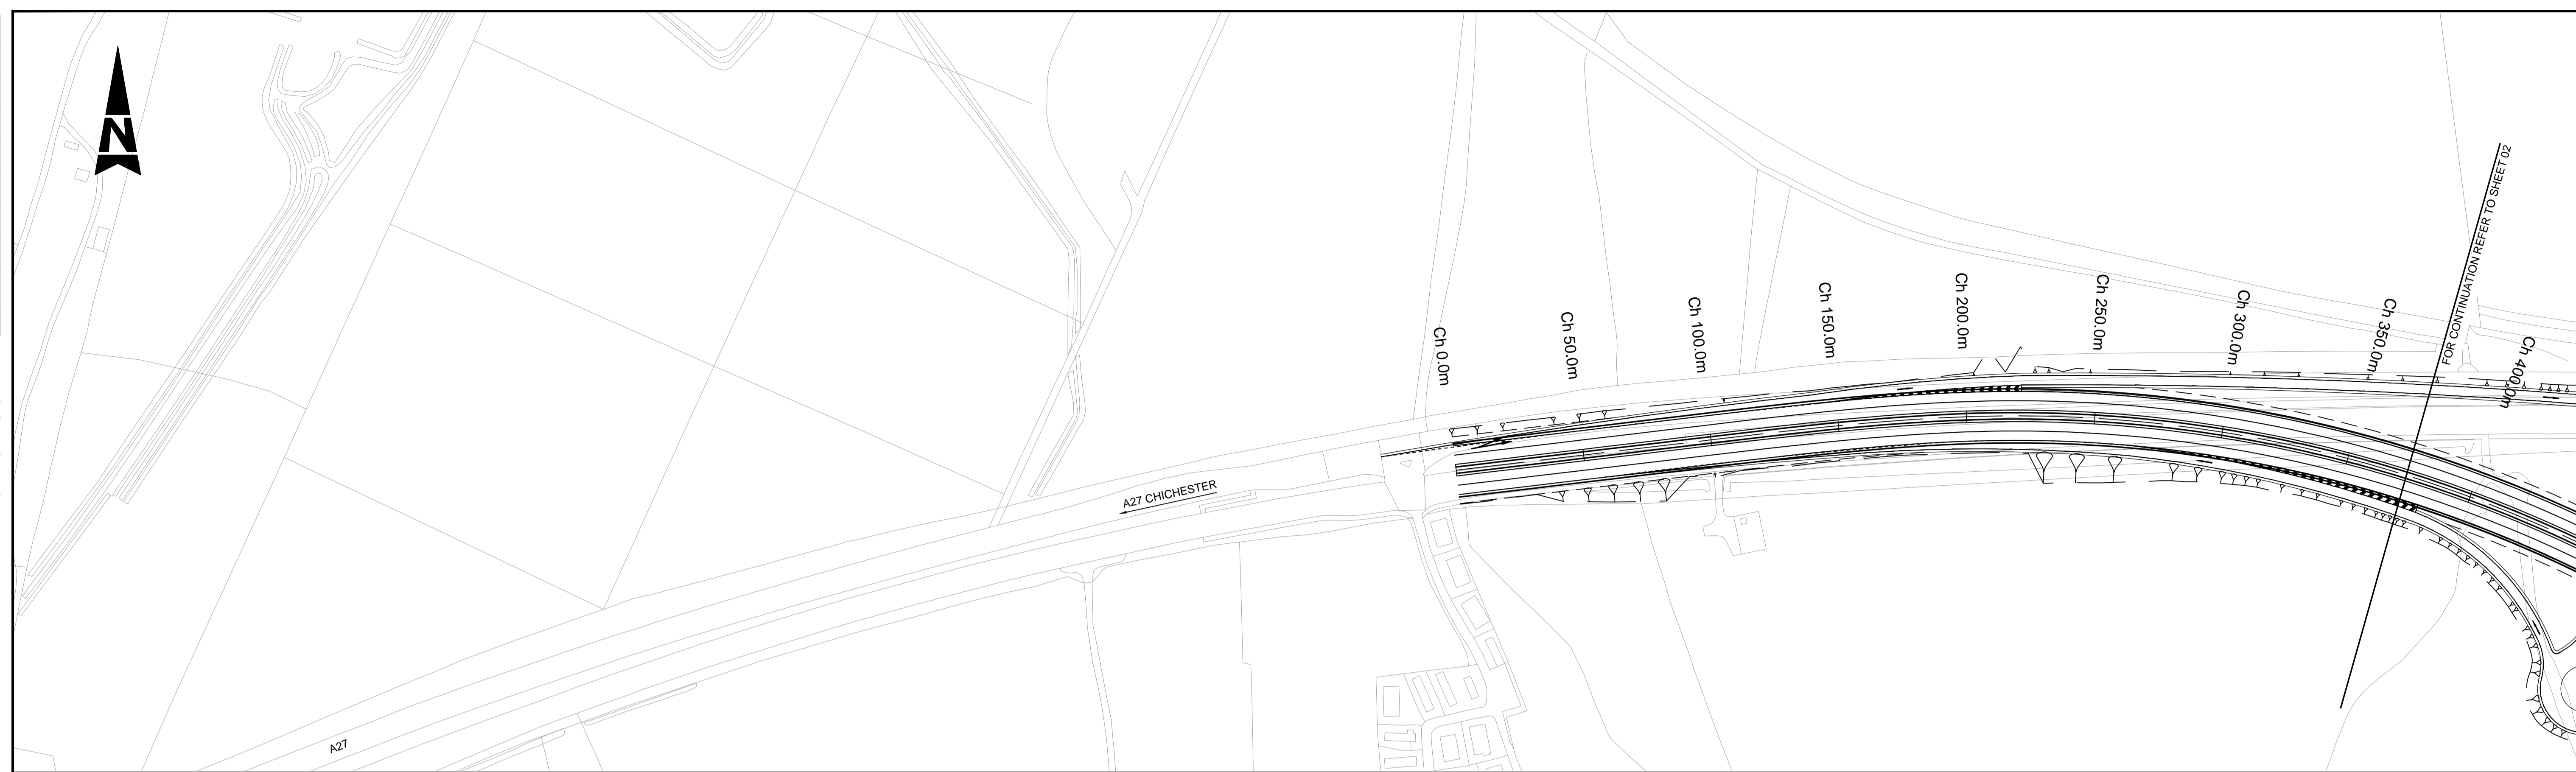 N
FOR CONTINUATION REFER TO SHEET 02
Ch 0.0m
Ch 50.0m
Ch 100.0m
Ch 150.0m
Ch 200.0m
Ch 250.0m
Ch 300.0m
Ch 350.0m
Ch 400.0m
A27 CHICHESTER
A27